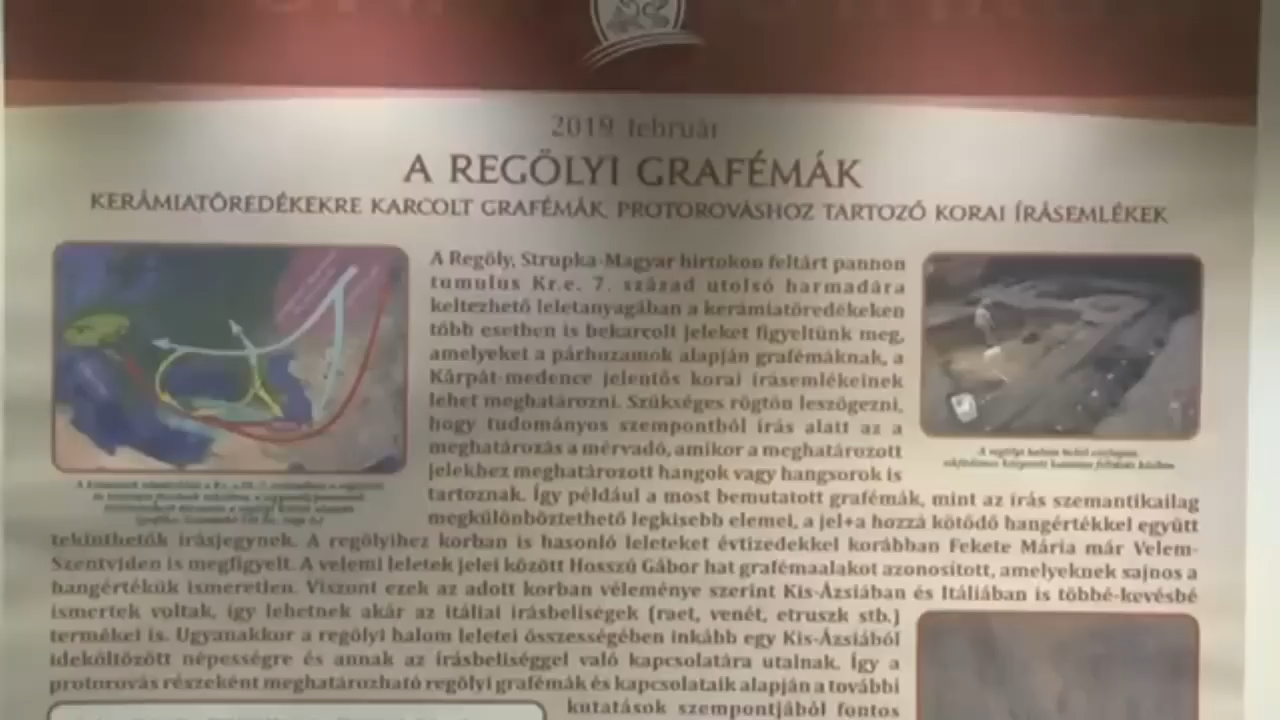 2019 február
A REGÖLYI GRAFÉMÁK
KERÁMIATÖREDÉKEKRE KARCOLT GRAFÉMÁK, PROTOROVÁSHOZ TARTOZÓ KORAI ÍRÁSEMLÉKEK
A Regöly, Strupka-Magyar birtokon feltárt pannon
tumulus Kr.e. 7. század utolsó harmadára
keltezhető leletanyagában a kerámiatöredékeken
több esetben is bekarcolt jeleket figyeltünk meg,
amelyeket a párhuzamok alapján grafémáknak, a
Kárpát-medence jelentős korai írásemlékeinek
lehet meghatározni. Szükséges rögtön leszögezni,
hogy tudományos szempontból írás alatt az a
meghatározás a mérvadó, amikor a meghatározott
jelekhez meghatározott hangok vagy hangsorok is
tartoznak. Így például a most bemutatott grafémák, mint az írás szemantikailag
megkülönböztethető legkisebb elemei, a jel+a hozzá kötődő hangértékkel együtt
tekinthetők írásjegynek. A regölyihez korban is hasonló leleteket évtizedekkel korábban Fekete Mária már Velem-
Szentviden is megfigyelt. A velemi leletek jelei között Hosszú Gábor hat grafémaalakot azonosított, amelyeknek sajnos a
hangértékük ismeretlen. Viszont ezek az adott korban véleménye szerint Kis-Ázsiában és Itáliában is többé-kevésbé
ismertek voltak, így lehetnek akár az itáliai írásbeliségek (raet, venét, etruszk stb.)
termékei is. Ugyanakkor a regölyi halom leletei összességében inkább egy Kis-Ázsiából
ideköltözött népességre és annak az írásbeliséggel való kapcsolatára utalnak. Így a
protorovás részeként meghatározható regölyi grafémák és kapcsolataik alapján a további
kutatások szempontjából fontos